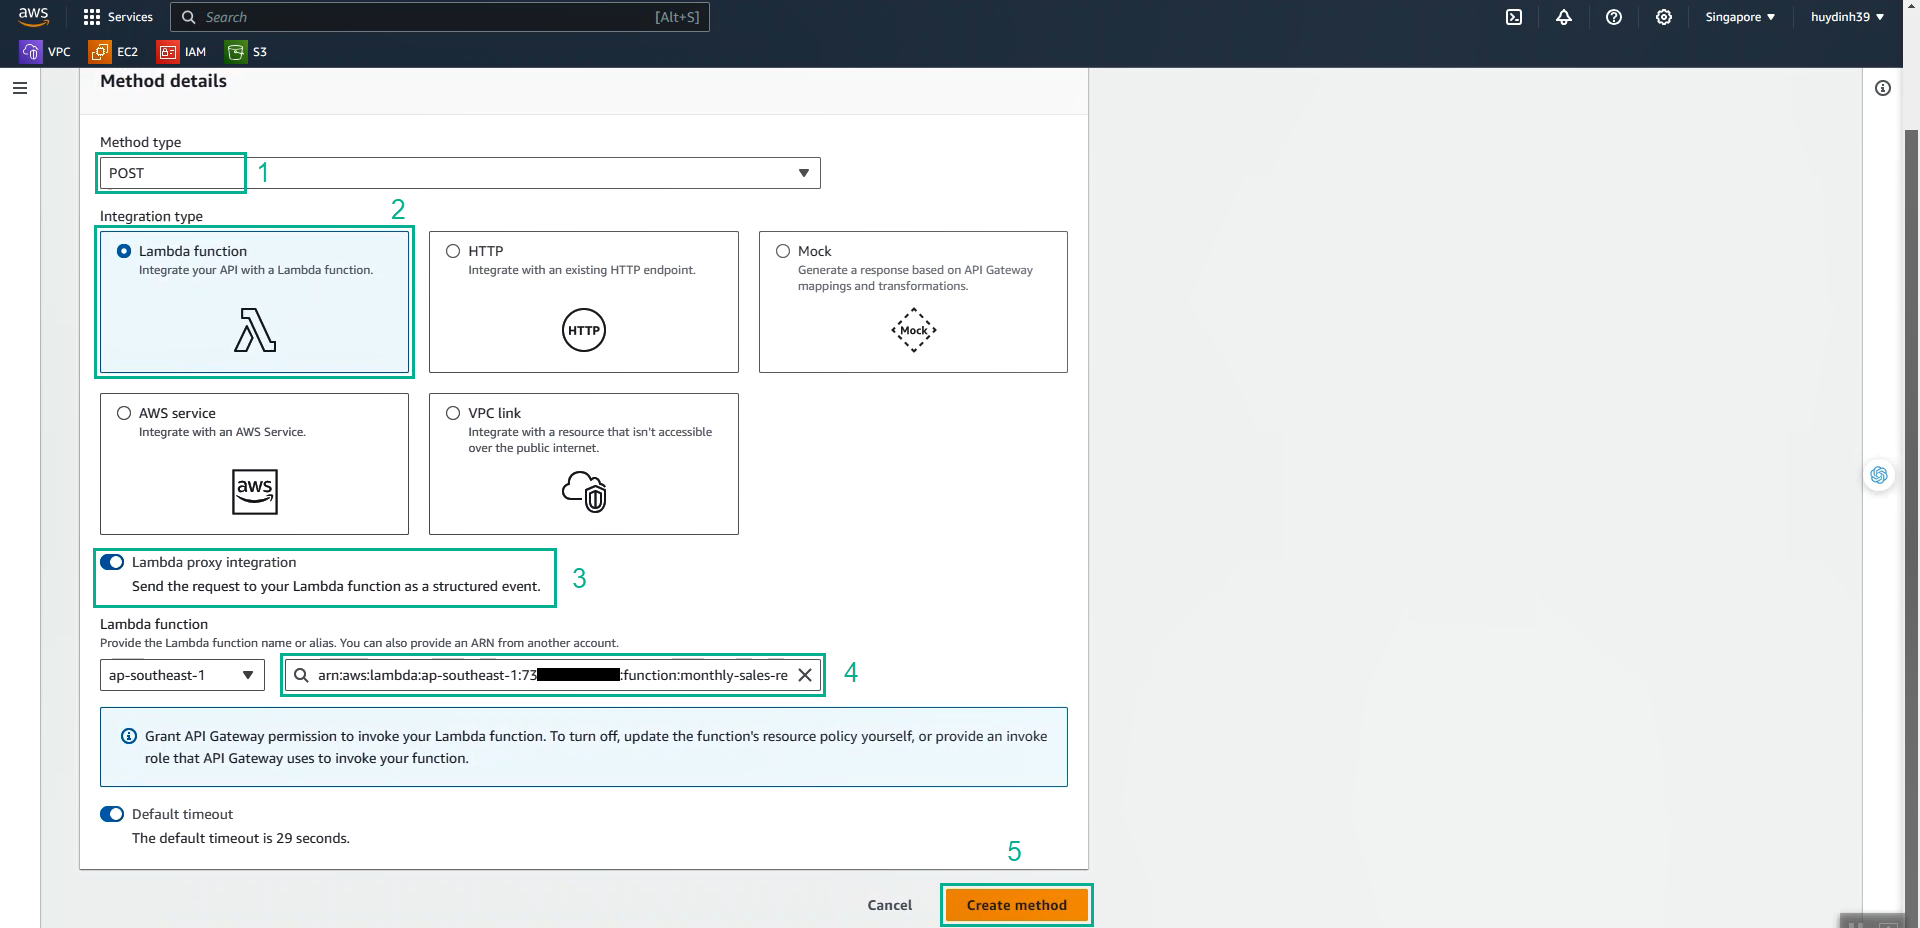 aws
Services
Search
[Alt+S]
Singapore
huydinh39
VPC
EC2
IAM
S3
Method details
Method type
POST
1
2
Integration type
Lambda function
Integrate your API with a Lambda function.
HTTP
Integrate with an existing HTTP endpoint.
HTTP
Mock
Generate a response based on API Gateway
mappings and transformations.
Mock
AWS service
Integrate with an AWS Service.
aws
VPC link
Integrate with a resource that isn't accessible
over the public internet.
Lambda proxy integration
Send the request to your Lambda function as a structured event.
3
Lambda function
Provide the Lambda function name or alias. You can also provide an ARN from another account.
ap-southeast-1
arn:aws:lambda:ap-southeast-1:73 :function:monthly-sales-re
4
Grant API Gateway permission to invoke your Lambda function. To turn off, update the function's resource policy yourself, or provide an invoke
role that API Gateway uses to invoke your function.
Default timeout
The default timeout is 29 seconds.
5
Cancel
Create method